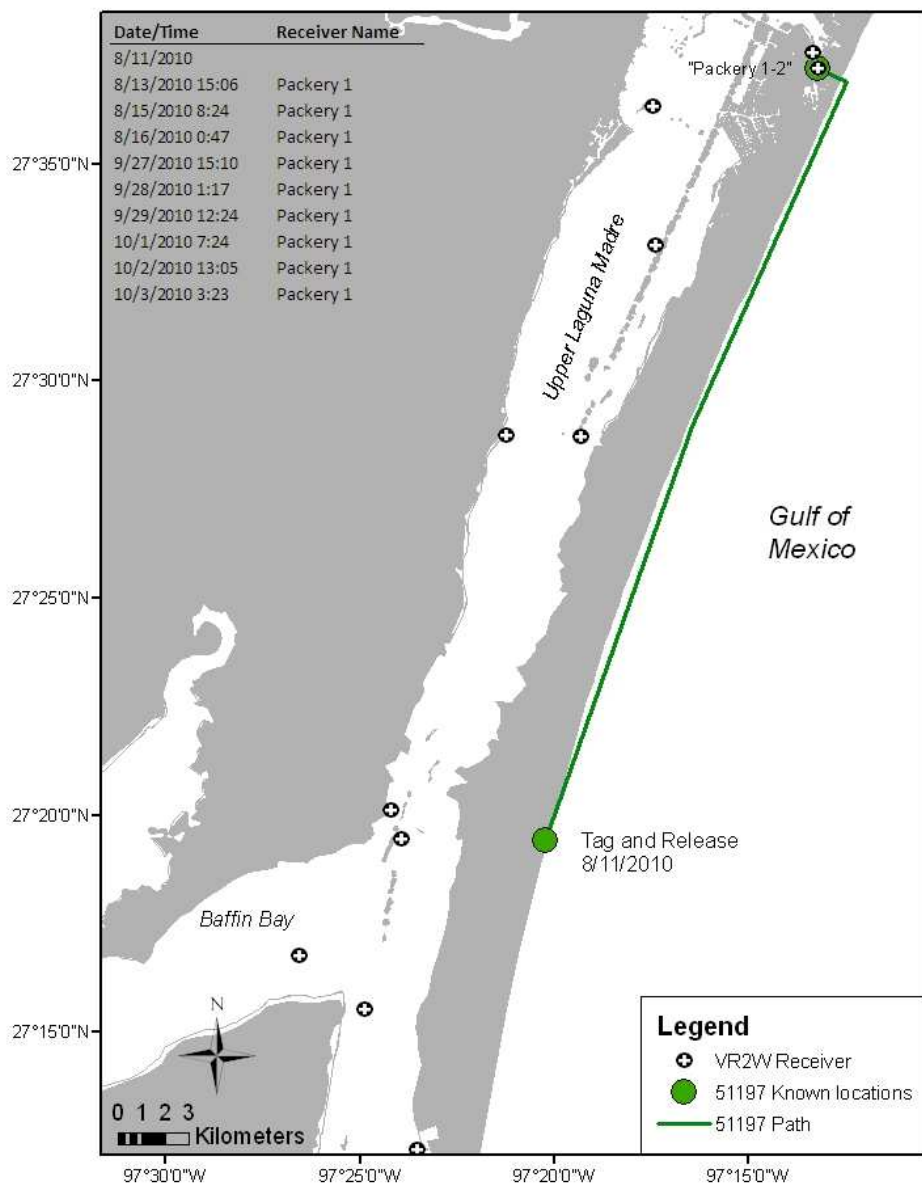 Date/Time Receiver Name
8/11/2010
8/13/2010 15:06 Packery 1
8/15/2010 8:24 Packery 1
8/16/2010 0:47 Packery 1
9/27/2010 15:10 Packery 1
9/28/2010 1:17 Packery 1
9/29/2010 12:24 Packery 1
10/1/2010 7:24 Packery 1
10/2/2010 13:05 Packery 1
10/3/2010 3:23 Packery 1
"Packery 1-2"
27°35'0"N
Upper Laguna Madre
27°30'0"N
Gulf of
Mexico
27°25'0"N
27°20'0"N
Tag and Release
8/11/2010
Baffin Bay
27°15'0"N
N
0 1 2 3
Kilometers
Legend
VR2W Receiver
51197 Known locations
51197 Path
97°30'0"W 97°25'0"W 97°20'0"W 97°15'0"W